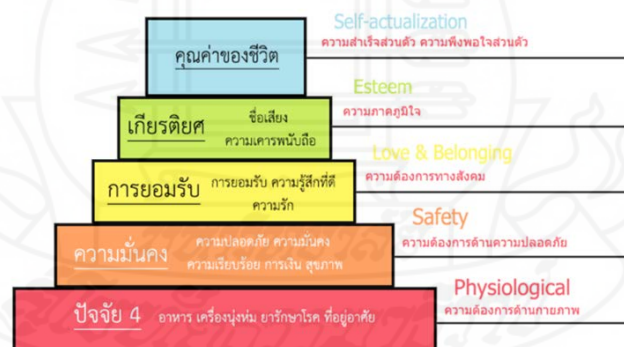 Self-actualization
ความสำเร็จส่วนตัว ความพึงพอใจส่วนตัว
คุณค่าของชีวิต
Esteem
ความภาคภูมิใจ
เกียรติยศ
ชื่อเสียง
ความเคารพนับถือ
Love & Belonging
ความต้องการทางสังคม
การยอมรับ
การยอมรับ ความรู้สึกที่ดี
ความรัก
Safety
ความต้องการด้านความปลอดภัย
ความมั่นคง
ความปลอดภัย ความมั่นคง
ความเรียบร้อย การเงิน สุขภาพ
Physiological
ความต้องการด้านกายภาพ
ปัจจัย 4
อาหาร เครื่องนุ่งห่ม ยารักษาโรค ที่อยู่อาศัย